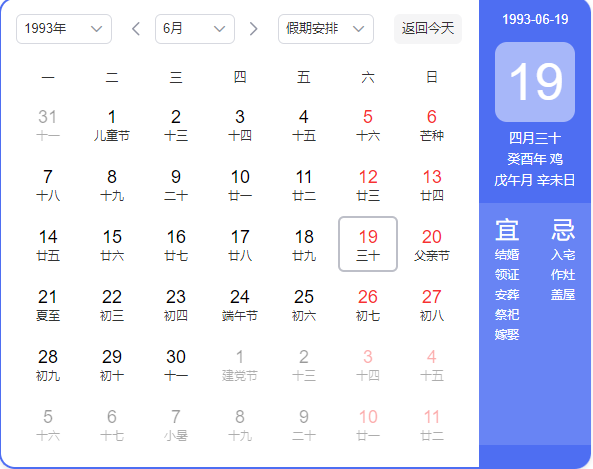 1993年 6月 假期安排 返回今天
一 二 三 四 五 六 日
31 1 2 3 4 5 6
十一 儿童节 十三 十四 十五 十六 芒种
7 8 9 10 11 12 13
十八 十九 二十 廿一 廿二 廿三 廿四
14 15 16 17 18 19 20
廿五 廿六 廿七 廿八 廿九 三十 父亲节
21 22 23 24 25 26 27
夏至 初三 初四 端午节 初六 初七 初八
28 29 30 1 2 3 4
初九 初十 十一 建党节 十三 十四 十五
5 6 7 8 9 10 11
十六 十七 小暑 十九 二十 廿一 廿二
1993-06-19
19
四月三十
癸酉年 鸡
戊午月 辛未日
宜 忌
结婚 入宅
领证 作灶
安葬 盖屋
祭祀
嫁娶